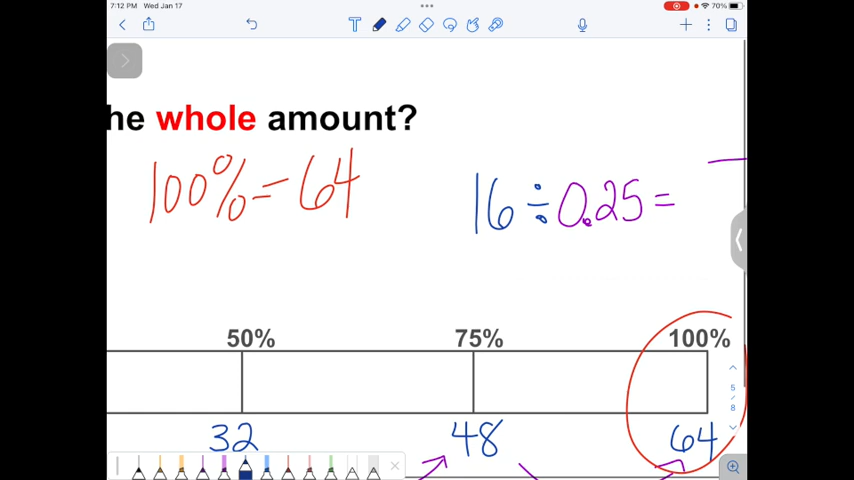 7:12 PM Wed Jan 17
70%
T
he whole amount?
100% = 64
16 ÷ 0.25 =
50% 75% 100%
5
/
8
32 48 64